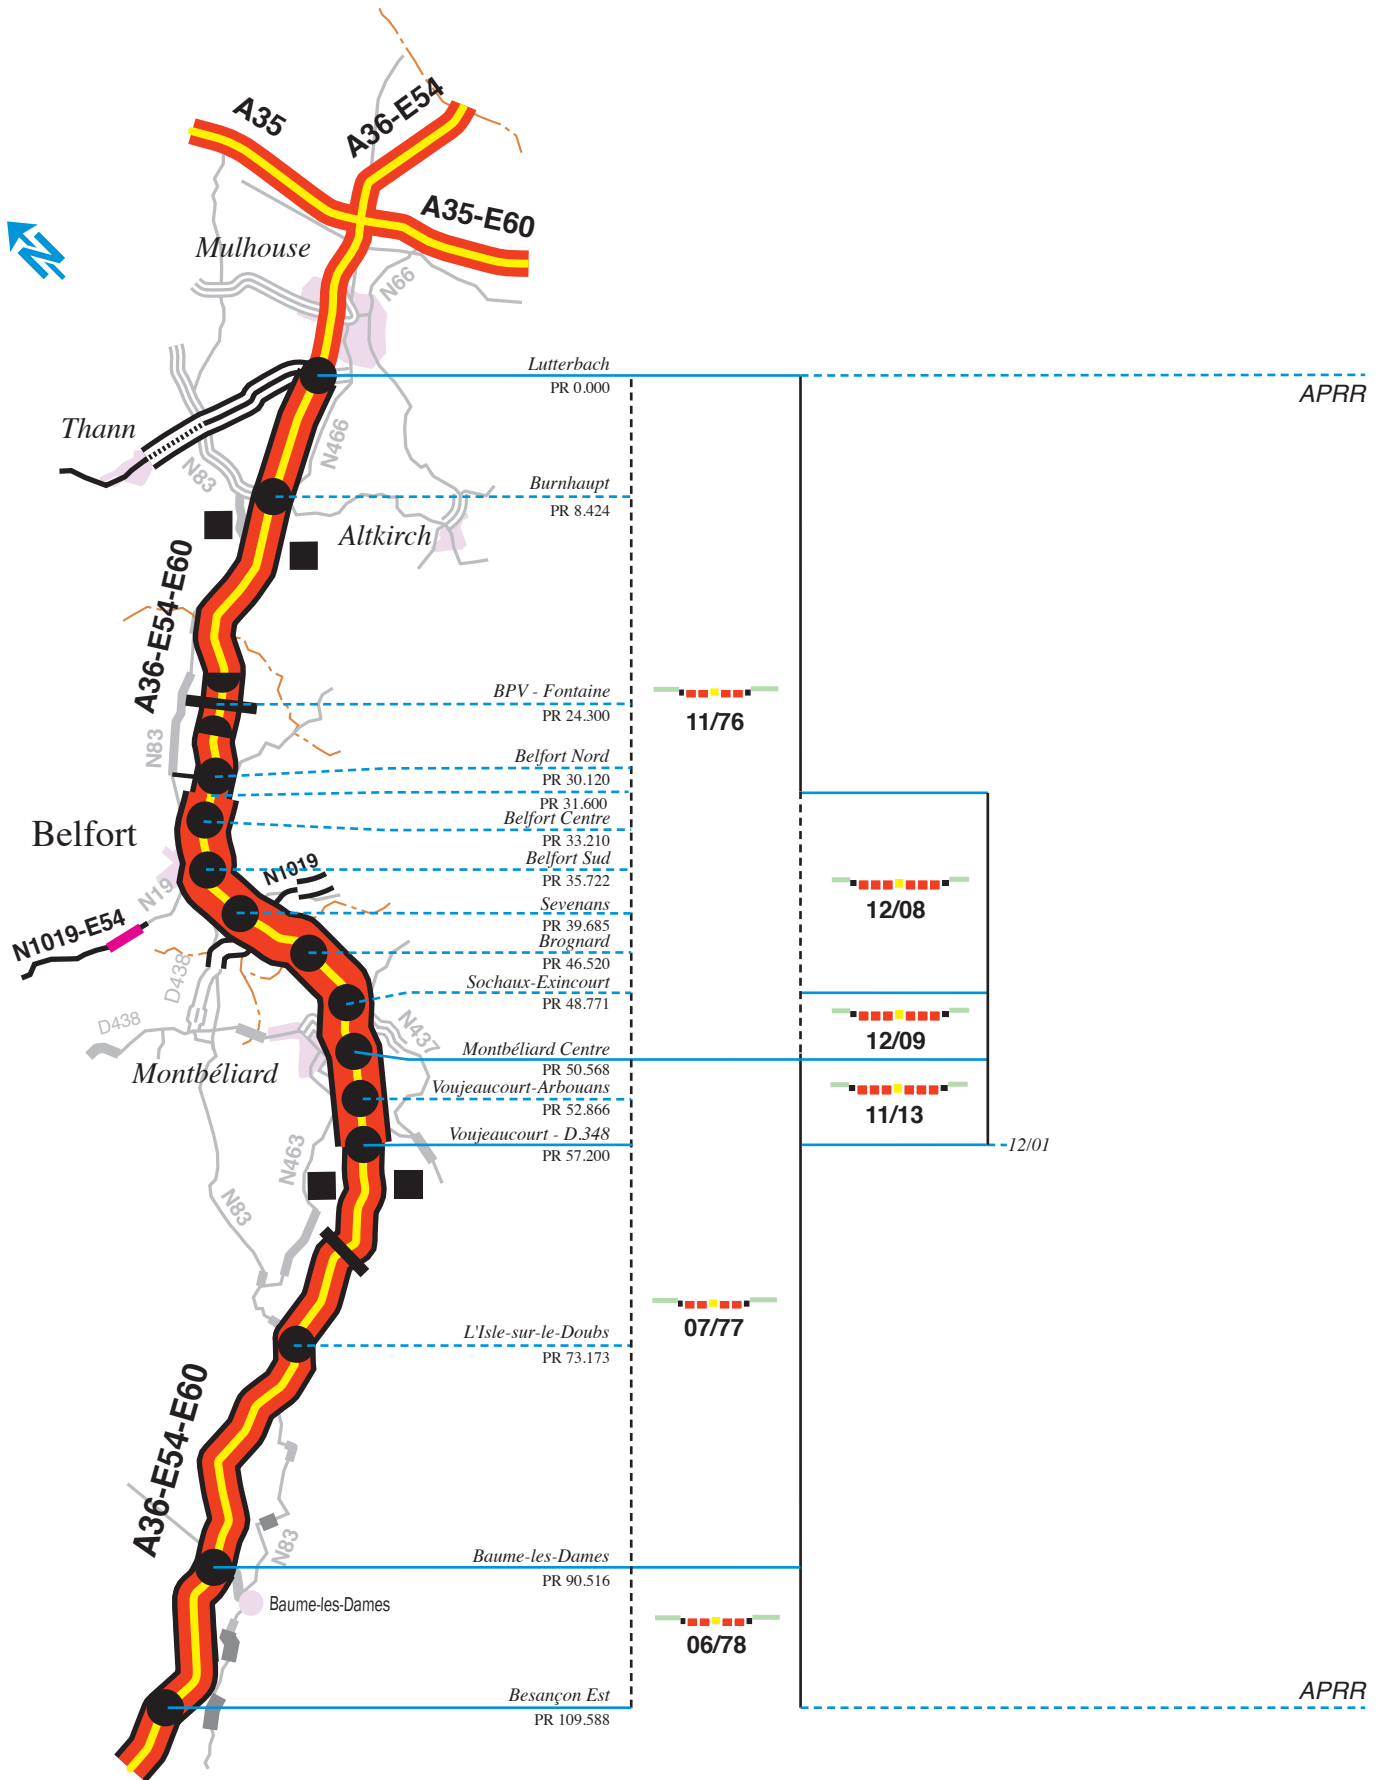 A35
A36-E54
A35-E60
N
Mulhouse
N66
Lutterbach
PR 0.000
APRR
Thann
N466
N83
Burnhaupt
PR 8.424
Altkirch
A36-E54-E60
BPV - Fontaine
PR 24.300
11/76
N83
Belfort Nord
PR 30.120
PR 31.600
Belfort Centre
PR 33.210
Belfort
Belfort Sud
PR 35.722
N1019
N19
12/08
Sevenans
PR 39.685
N1019-E54
Brognard
PR 46.520
D438
Sochaux-Exincourt
PR 48.771
D438
N437
12/09
Montbéliard Centre
PR 50.568
Montbéliard
Voujeaucourt-Arbouans
PR 52.866
11/13
Voujeaucourt - D.348
PR 57.200
12/01
N463
N83
07/77
L'Isle-sur-le-Doubs
PR 73.173
A36-E54-E60
N83
Baume-les-Dames
PR 90.516
Baume-les-Dames
06/78
Besançon Est
PR 109.588
APRR